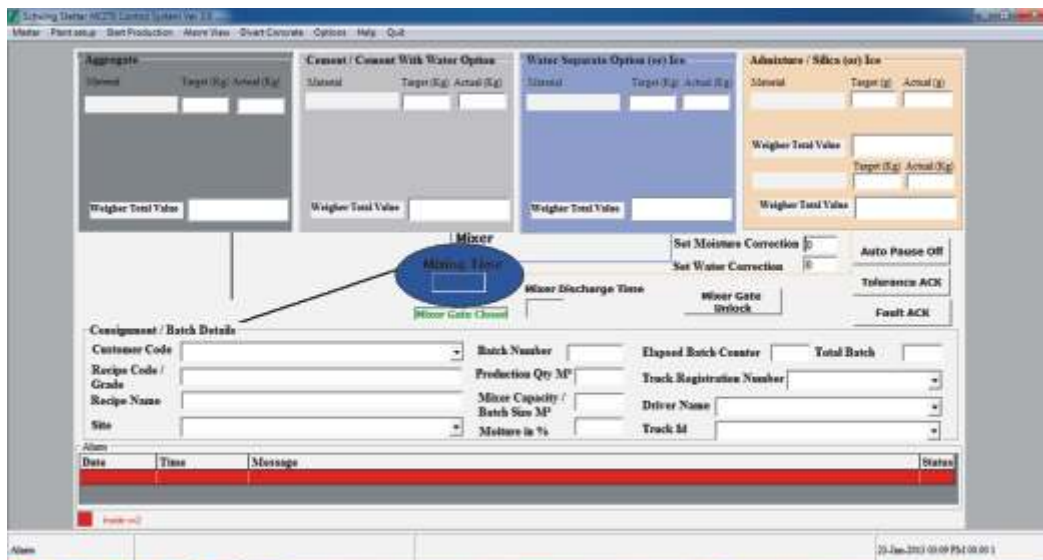 Schwing Stetter MCI70 Control System Ver 3.0
Master Plant setup Start Production Alarm View Divert Concrete Options Help Quit
Aggregate
Material Target (Kg) Actual (Kg)
Weigher Total Value
Cement / Cement With Water Option
Material Target (Kg) Actual (Kg)
Weigher Total Value
Water Separate Option (or) Ice
Material Target (Kg) Actual (Kg)
Weigher Total Value
Admixture / Silica (or) Ice
Material Target (g) Actual (g)
Weigher Total Value
Target (Kg) Actual (Kg)
Weigher Total Value
Mixer
Mixing Time
Mixer Gate Closed
Mixer Discharge Time
Set Moisture Correction 0
Set Water Correction 0
Mixer Gate
Unlock
Auto Pause Off
Tolerance ACK
Fault ACK
Consignment / Batch Details
Customer Code
Recipe Code /
Grade
Recipe Name
Site
Batch Number
Production Qty M³
Mixer Capacity /
Batch Size M³
Moiture in %
Elapsed Batch Counter Total Batch
Truck Registration Number
Driver Name
Truck Id
Alarm
Date Time Message Status
Alarm